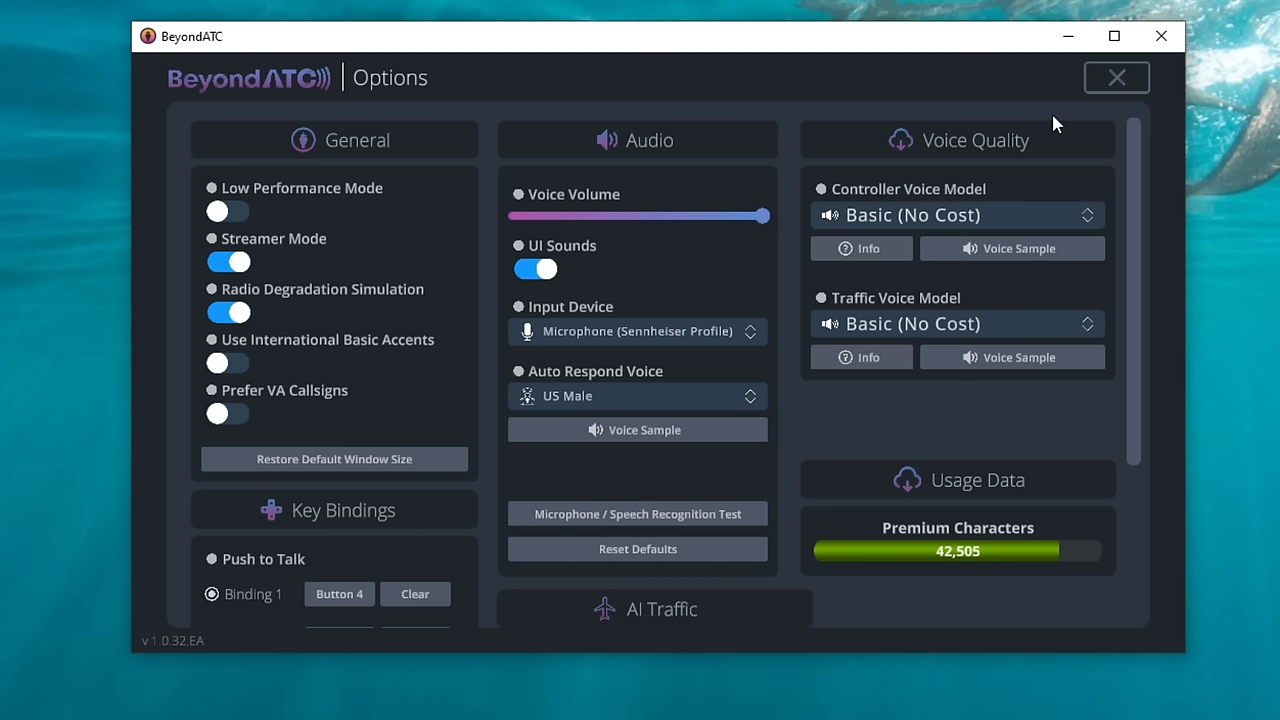 BeyondATC
BeyondATC Options
General
Low Performance Mode
Streamer Mode
Radio Degradation Simulation
Use International Basic Accents
Prefer VA Callsigns
Restore Default Window Size
Key Bindings
Push to Talk
Binding 1 Button 4 Clear
Audio
Voice Volume
UI Sounds
Input Device
Microphone (Sennheiser Profile)
Auto Respond Voice
US Male
Voice Sample
Microphone / Speech Recognition Test
Reset Defaults
AI Traffic
Voice Quality
Controller Voice Model
Basic (No Cost)
Info Voice Sample
Traffic Voice Model
Basic (No Cost)
Info Voice Sample
Usage Data
Premium Characters
42,505
v 1.0.32.EA